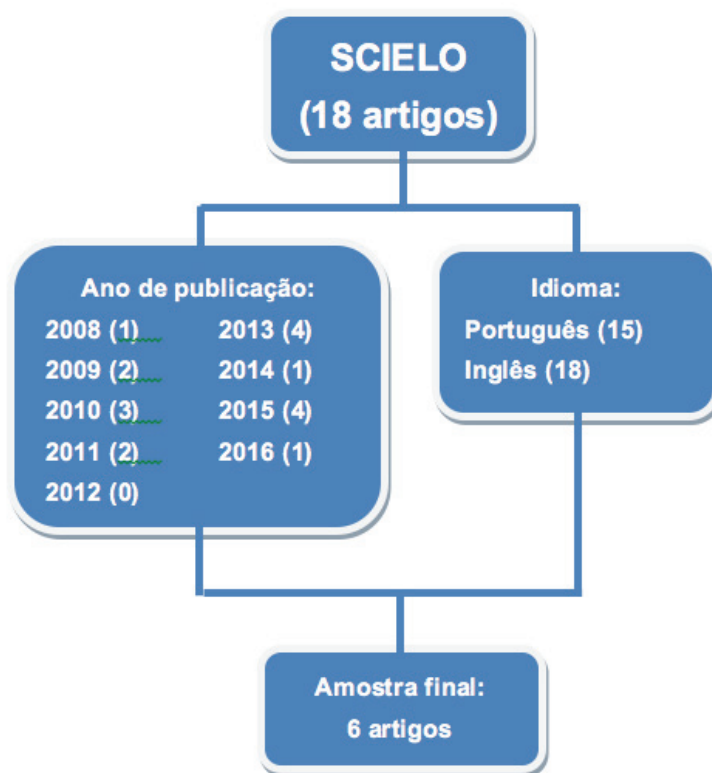 SCIELO
(18 artigos)
Ano de publicação:
2008 (1)
2009 (2)
2010 (3)
2011 (2)
2012 (0)
2013 (4)
2014 (1)
2015 (4)
2016 (1)
Idioma:
Português (15)
Inglês (18)
Amostra final:
6 artigos